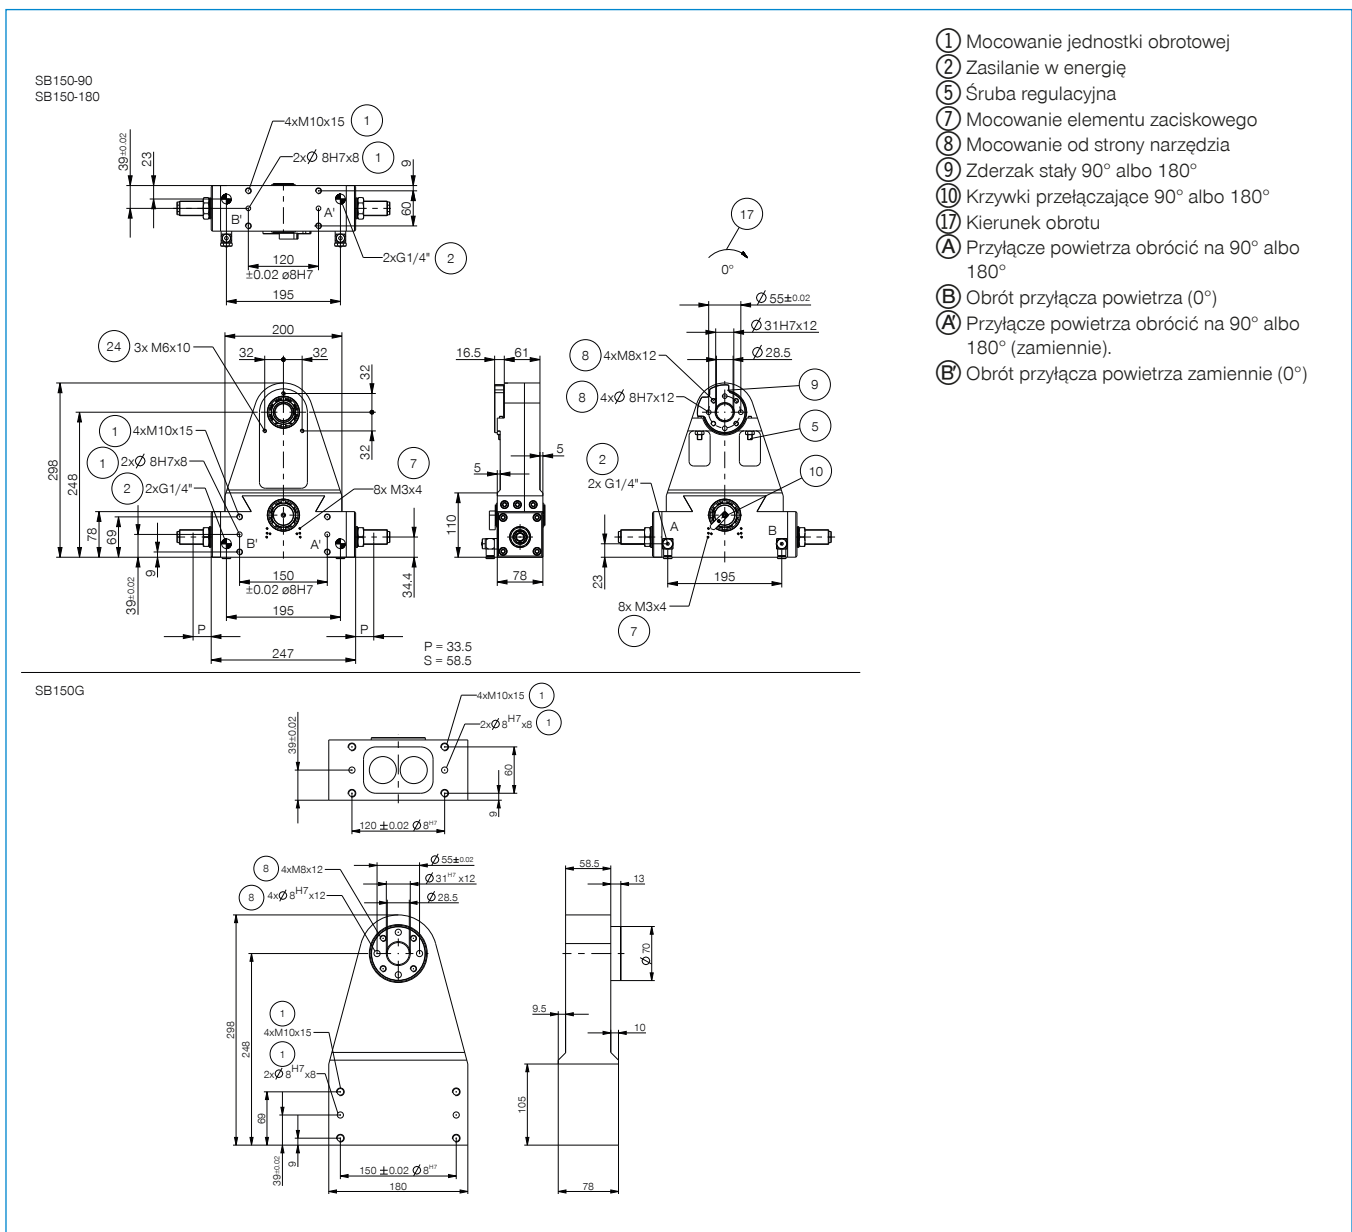 SB150-90
SB150-180
4xM10x15 1
2xØ 8H7x8 1
39±0.02
23
9
60
B'
A'
2xG1/4" 2
120
±0.02 ø8H7
195
17
0°
200
24 3x M6x10
32
32
32
32
1 4xM10x15
1 2xØ 8H7x8
2 2xG1/4"
7
8x M3x4
298
248
78
69
9
39±0.02
B'
A'
150
±0.02 ø8H7
195
34.4
P
P
247
P = 33.5
S = 58.5
16.5
61
5
5
110
78
Ø 55±0.02
Ø 31H7x12
Ø 28.5
8 4xM8x12
8 4xØ 8H7x12
9
5
2
2x G1/4"
10
A
B
23
195
8x M3x4
7
SB150G
4xM10x15 1
2xØ 8H7x8 1
39±0.02
60
9
120 ±0.02 Ø 8H7
Ø 55±0.02
8 4xM8x12
Ø 31H7 x12
8 4xØ 8H7x12
Ø 28.5
298
248
1
4xM10x15
1
2xØ 8H7x8
69
39±0.02
9
150 ±0.02 Ø 8H7
180
58.5
13
Ø 70
9.5
10
105
78
1 Mocowanie jednostki obrotowej
2 Zasilanie w energię
5 Śruba regulacyjna
7 Mocowanie elementu zaciskowego
8 Mocowanie od strony narzędzia
9 Zderzak stały 90° albo 180°
10 Krzywki przełączające 90° albo 180°
17 Kierunek obrotu
A Przyłącze powietrza obrócić na 90° albo
180°
B Obrót przyłącza powietrza (0°)
A' Przyłącze powietrza obrócić na 90° albo
180° (zamiennie).
B' Obrót przyłącza powietrza zamiennie (0°)